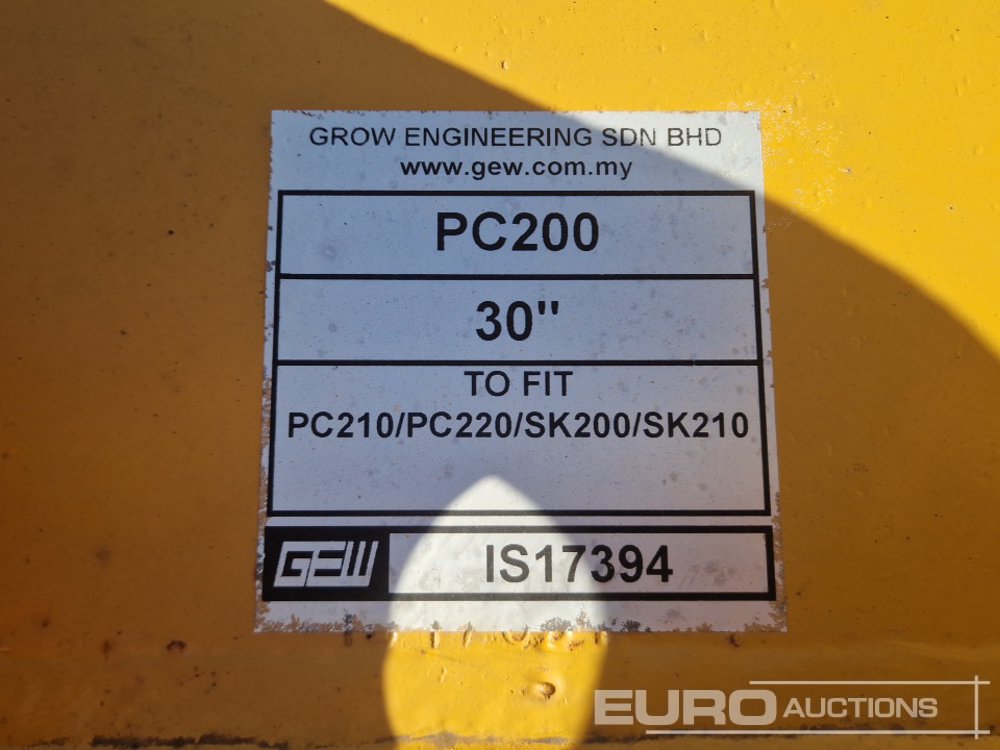 GROW ENGINEERING SDN BHD
www.gew.com.my
PC200
30"
TO FIT
PC210/PC220/SK200/SK210
GEW IS17394
EURO AUCTIONS